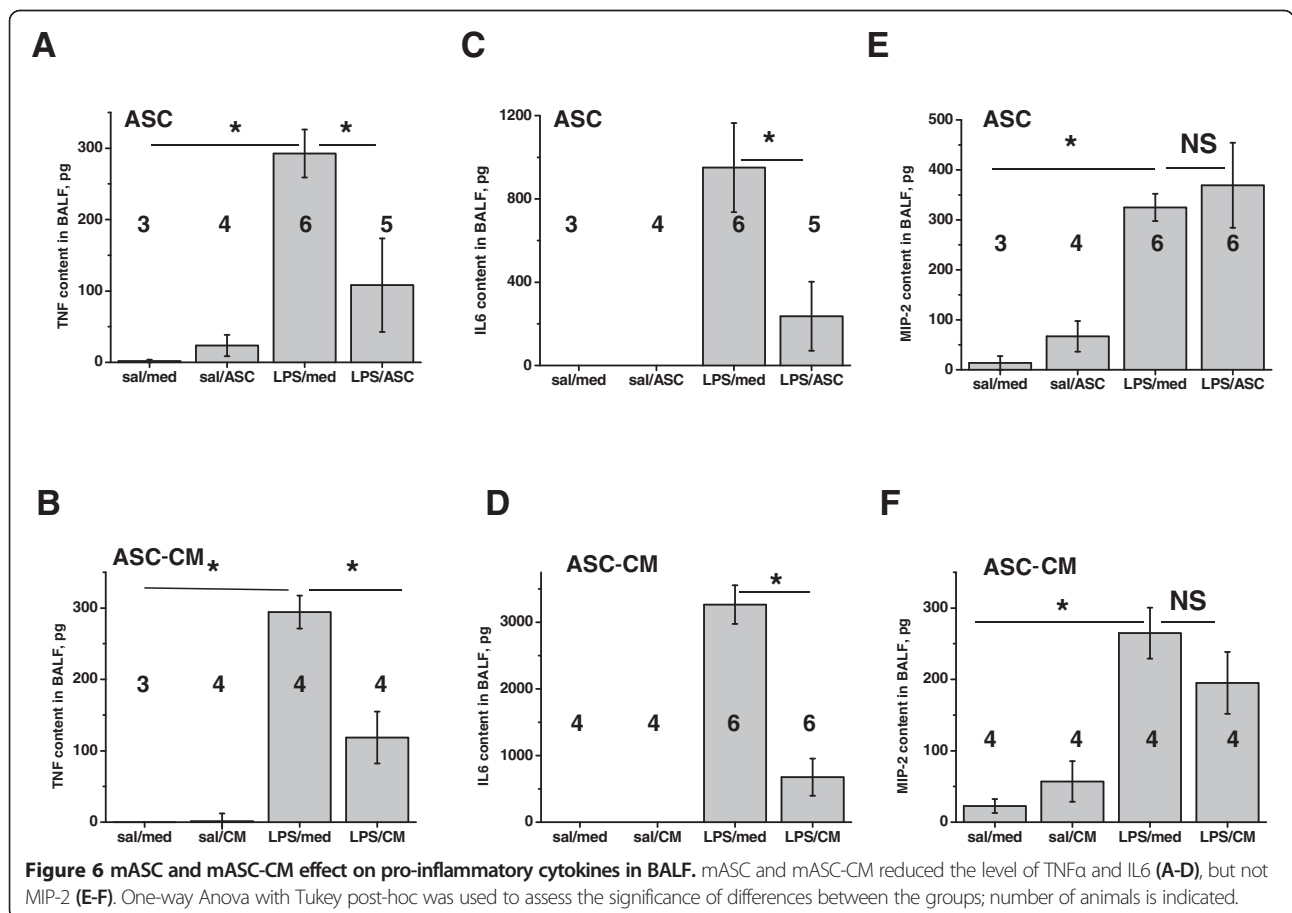 A
ASC
* *
TNF content in BALF, pg
300
200
100
0
3 4 6 5
sal/med sal/ASC LPS/med LPS/ASC
C
ASC
*
IL6 content in BALF, pg
1200
800
400
0
3 4 6 5
sal/med sal/ASC LPS/med LPS/ASC
E
ASC
* NS
MIP-2 content in BALF, pg
500
400
300
200
100
0
3 4 6 6
sal/med sal/ASC LPS/med LPS/ASC
B
ASC-CM
* *
TNF content in BALF, pg
300
200
100
0
3 4 4 4
sal/med sal/CM LPS/med LPS/CM
D
ASC-CM
*
IL6 content in BALF, pg
3000
2000
1000
0
4 4 6 6
sal/med sal/CM LPS/med LPS/CM
F
ASC-CM
* NS
MIP-2 content in BALF, pg
300
200
100
0
4 4 4 4
sal/med sal/CM LPS/med LPS/CM
Figure 6 mASC and mASC-CM effect on pro-inflammatory cytokines in BALF. mASC and mASC-CM reduced the level of TNFα and IL6 (A-D), but not
MIP-2 (E-F). One-way Anova with Tukey post-hoc was used to assess the significance of differences between the groups; number of animals is indicated.